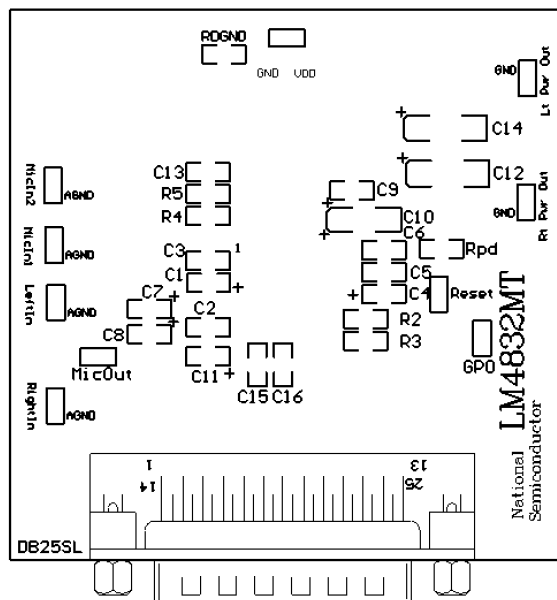 RDGND
GND VDD
GND
Lt Pwr Out
C14
C12
GND
Rt Pwr Out
MicIn2
AGND
C13
R5
R4
C9
C10
C6
MicIn1
AGND
C3
1
C1
C5
Rpd
LeftIn
AGND
C7
C8
C2
C4
Reset
R2
R3
MicOut
C11
C15 C16
GPO
RightIn
AGND
LM4832MT
National
Semiconductor
1
13
14
25
DB25SL